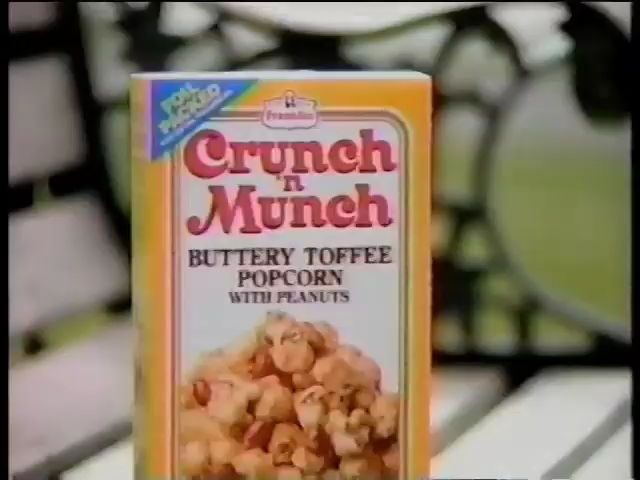 FOIL
PACKED
Franklin
Crunch
'n
Munch
BUTTERY TOFFEE
POPCORN
WITH PEANUTS